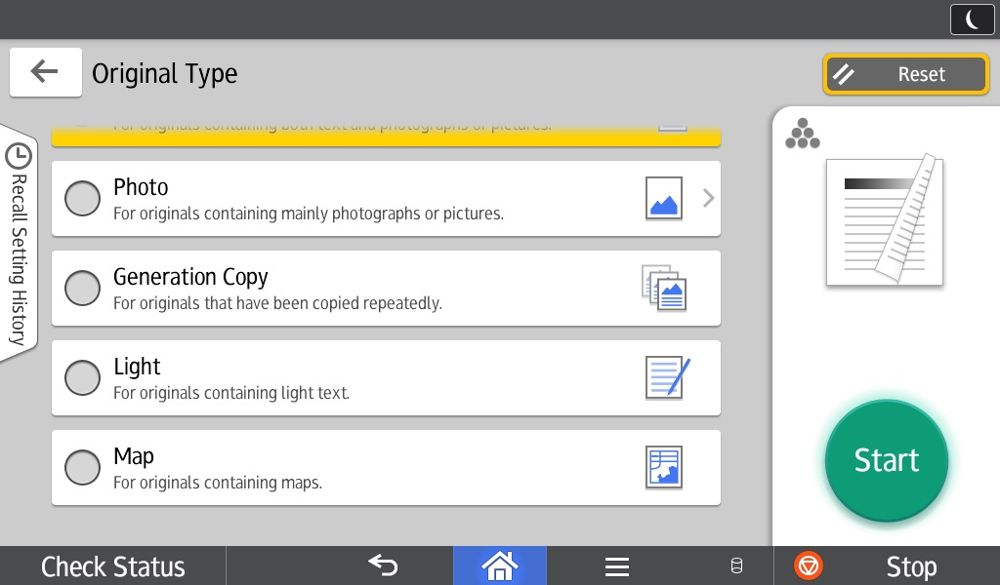 Original Type
Reset
For originals containing both text and photographs or pictures.
Photo
For originals containing mainly photographs or pictures.
Generation Copy
For originals that have been copied repeatedly.
Light
For originals containing light text.
Map
For originals containing maps.
Recall Setting History
Start
Check Status
Stop